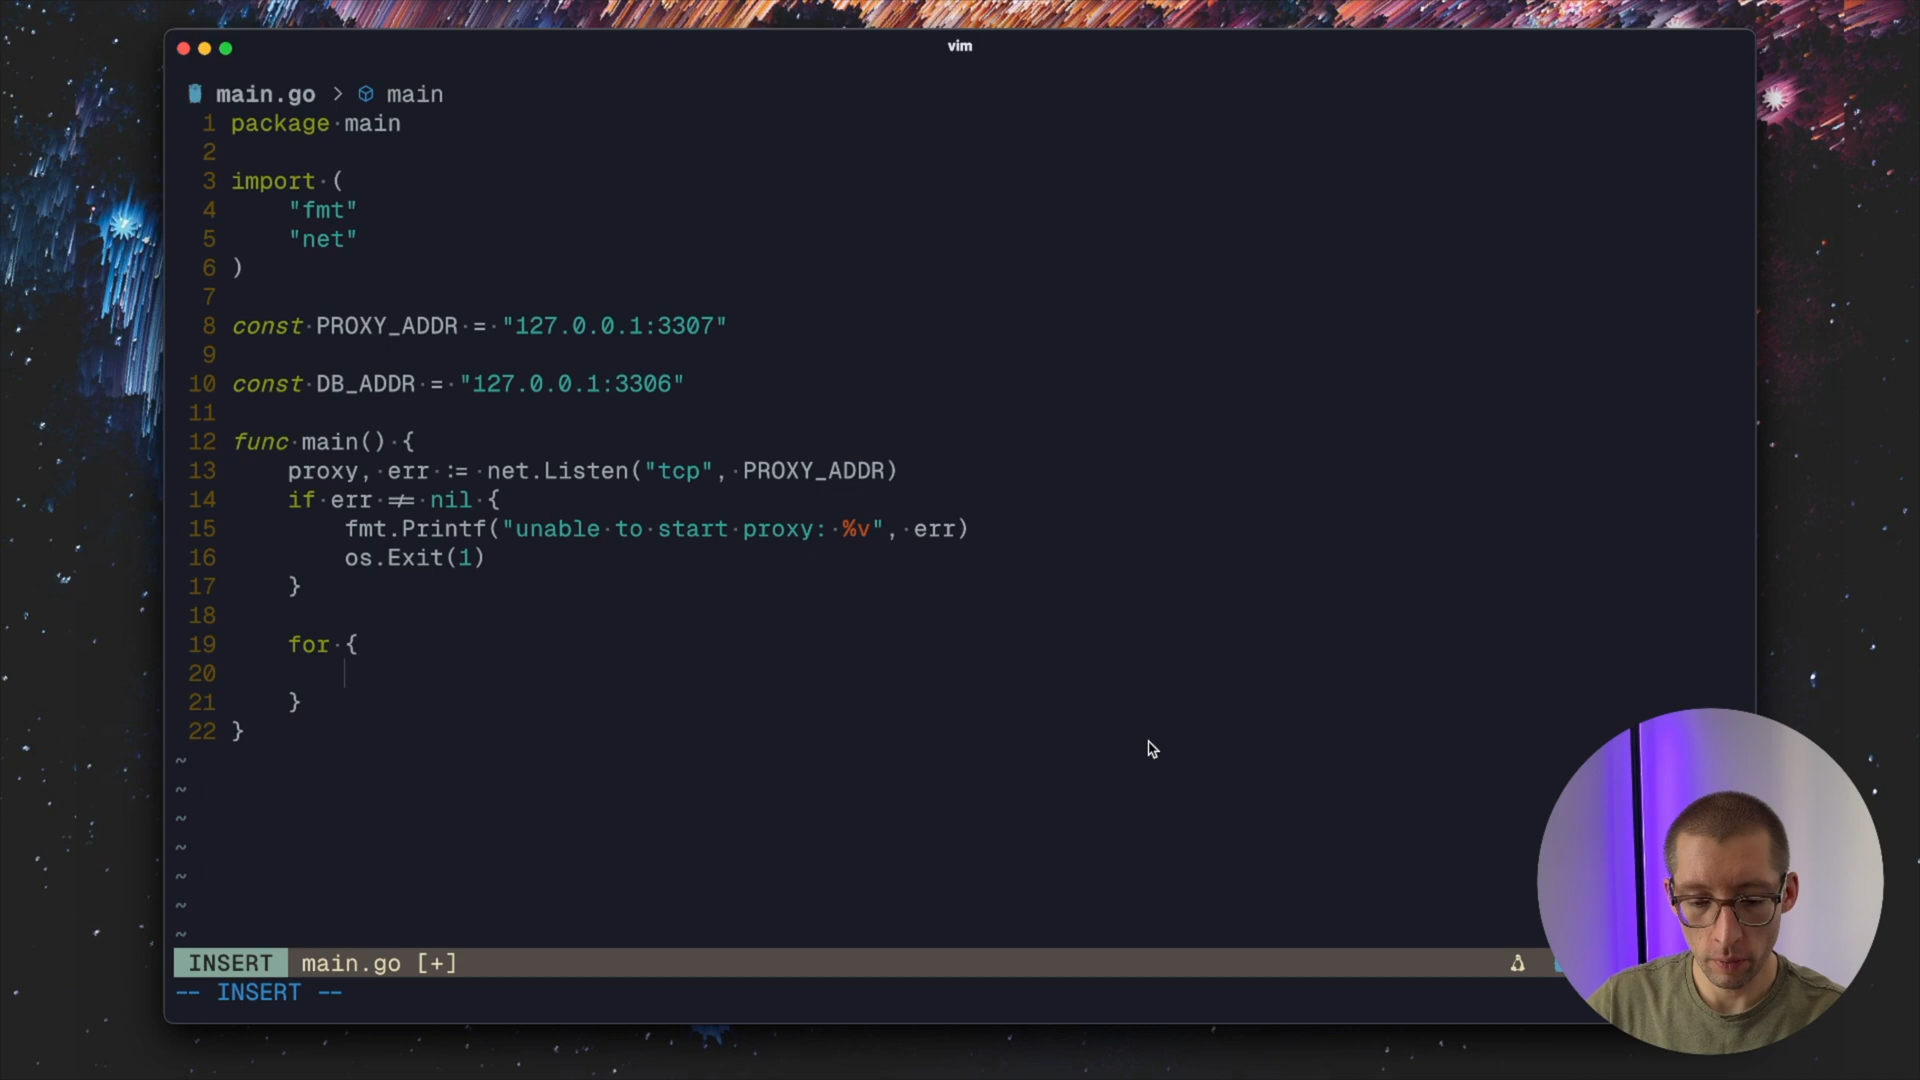 vim
main.go > main
1 package main
2
3 import (
4 "fmt"
5 "net"
6 )
7
8 const PROXY_ADDR = "127.0.0.1:3307"
9
10 const DB_ADDR = "127.0.0.1:3306"
11
12 func main() {
13 proxy, err := net.Listen("tcp", PROXY_ADDR)
14 if err ≠ nil {
15 fmt.Printf("unable to start proxy: %v", err)
16 os.Exit(1)
17 }
18
19 for {
20
21 }
22 }
~
~
~
~
~
~
~
INSERT main.go [+]
-- INSERT --